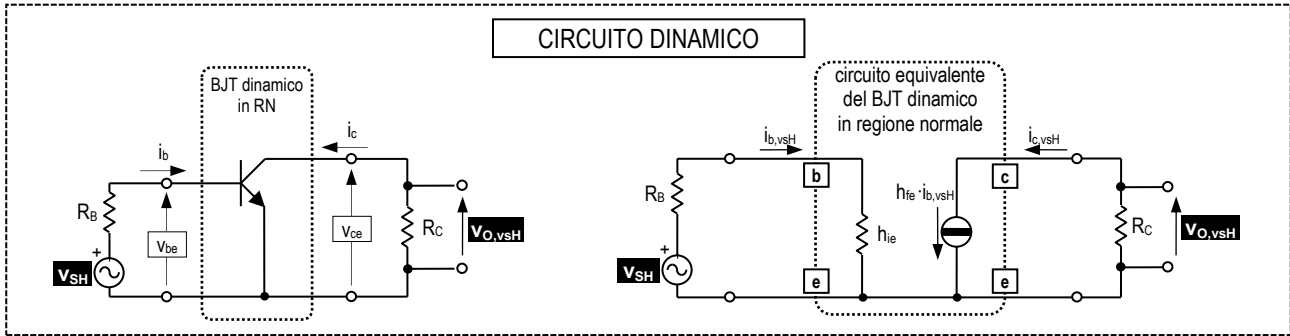 CIRCUITO DINAMICO
BJT dinamico
in RN
i_b
i_c
R_B
v_be
v_ce
R_C
v_O,vsH
+
v_SH
circuito equivalente
del BJT dinamico
in regione normale
i_b,vsH
i_c,vsH
b
c
R_B
h_fe·i_b,vsH
h_ie
R_C
v_O,vsH
+
v_SH
e
e